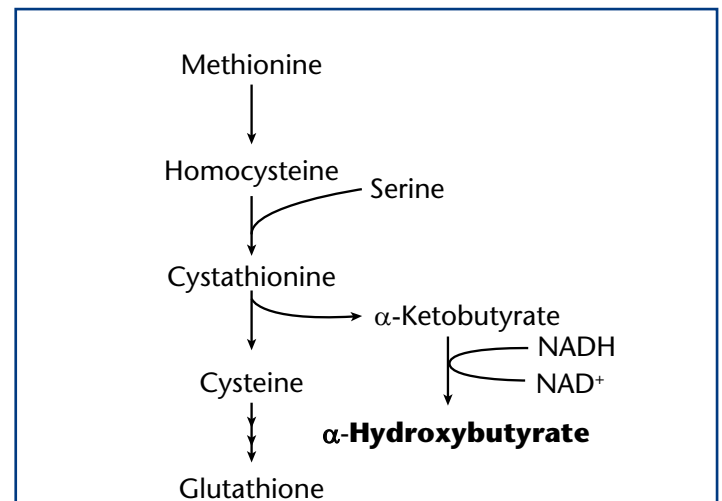 Methionine
Homocysteine
Serine
Cystathionine
α-Ketobutyrate
NADH
NAD⁺
Cysteine
α-Hydroxybutyrate
Glutathione